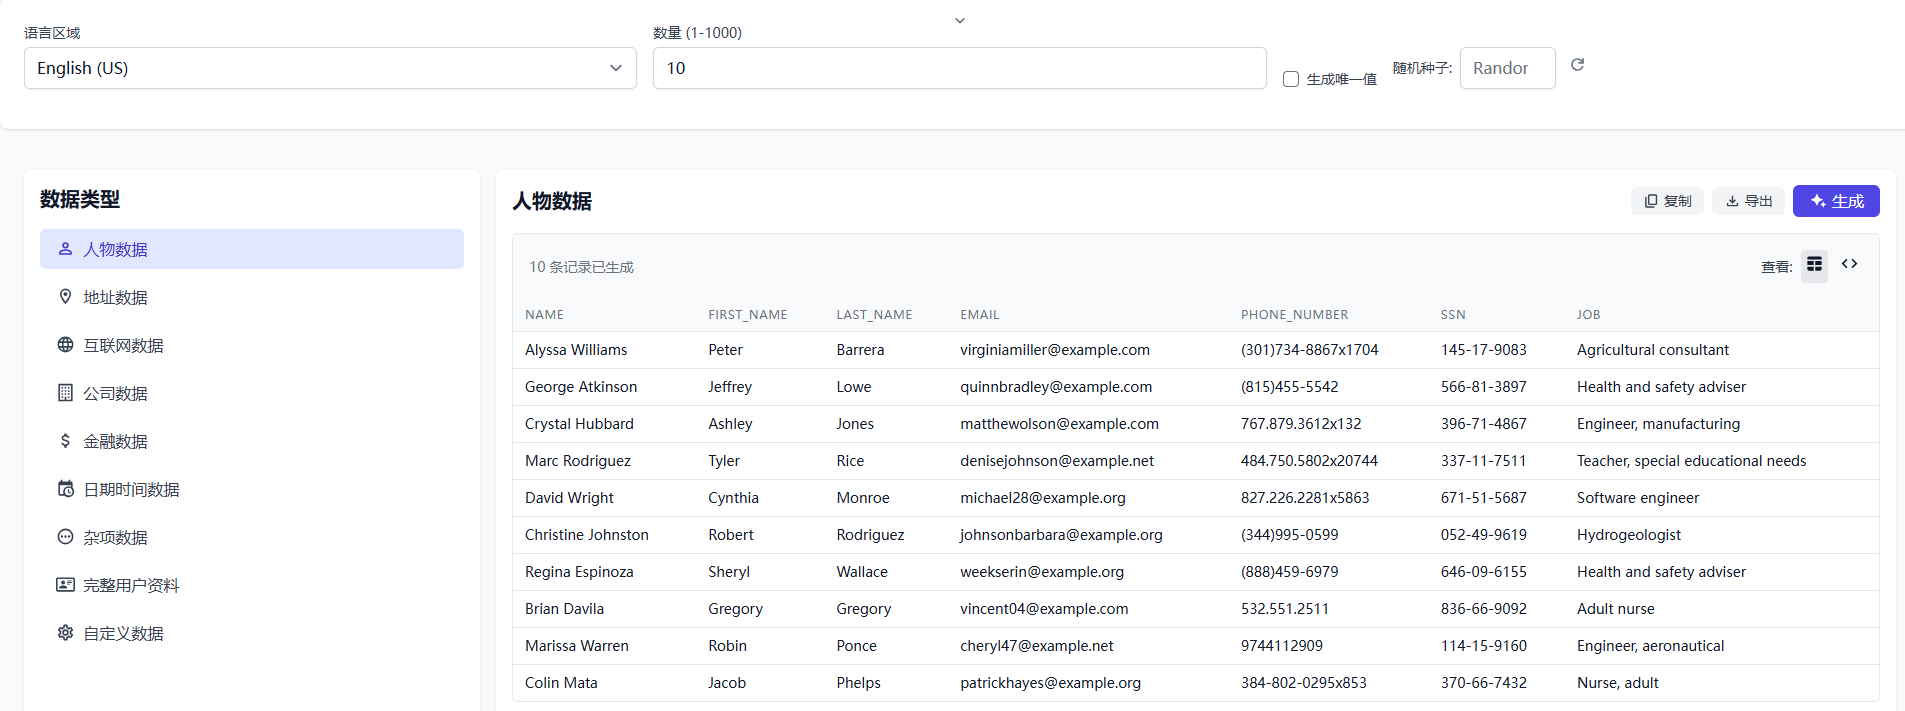 语言区域
数量 (1-1000)
English (US)
10
生成唯一值
随机种子:
Randor
数据类型
人物数据
地址数据
互联网数据
公司数据
金融数据
日期时间数据
杂项数据
完整用户资料
自定义数据
人物数据
复制
导出
生成
10 条记录已生成
查看:
NAME FIRST_NAME LAST_NAME EMAIL PHONE_NUMBER SSN JOB
Alyssa Williams Peter Barrera virginiamiller@example.com (301)734-8867x1704 145-17-9083 Agricultural consultant
George Atkinson Jeffrey Lowe quinnbradley@example.com (815)455-5542 566-81-3897 Health and safety adviser
Crystal Hubbard Ashley Jones matthewolson@example.com 767.879.3612x132 396-71-4867 Engineer, manufacturing
Marc Rodriguez Tyler Rice denisejohnson@example.net 484.750.5802x20744 337-11-7511 Teacher, special educational needs
David Wright Cynthia Monroe michael28@example.org 827.226.2281x5863 671-51-5687 Software engineer
Christine Johnston Robert Rodriguez johnsonbarbara@example.org (344)995-0599 052-49-9619 Hydrogeologist
Regina Espinoza Sheryl Wallace weekserin@example.org (888)459-6979 646-09-6155 Health and safety adviser
Brian Davila Gregory Gregory vincent04@example.com 532.551.2511 836-66-9092 Adult nurse
Marissa Warren Robin Ponce cheryl47@example.net 9744112909 114-15-9160 Engineer, aeronautical
Colin Mata Jacob Phelps patrickhayes@example.org 384-802-0295x853 370-66-7432 Nurse, adult